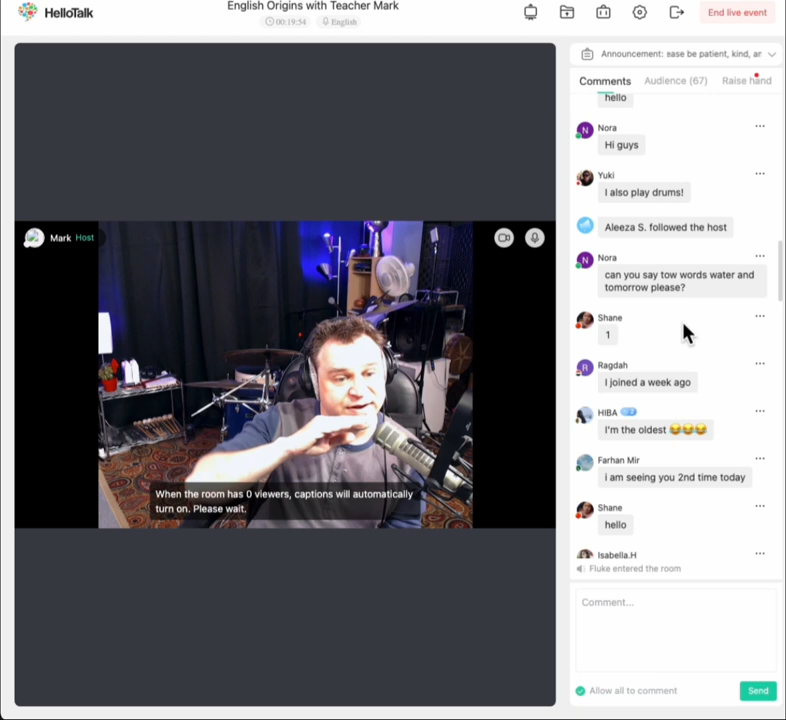 HelloTalk
English Origins with Teacher Mark
00:19:54
English
End live event
Announcement: ease be patient, kind, ar
Comments
Audience (67)
Raise hand
hello
N
Nora
Hi guys
Yuki
I also play drums!
Aleeza S. followed the host
N
Nora
can you say tow words water and
tomorrow please?
Shane
1
R
Ragdah
I joined a week ago
HIBA
I'm the oldest 😂😂😂
Farhan Mir
i am seeing you 2nd time today
Shane
hello
Isabella.H
Fluke entered the room
Comment...
Allow all to comment
Send
Mark Host
When the room has 0 viewers, captions will automatically
turn on. Please wait.